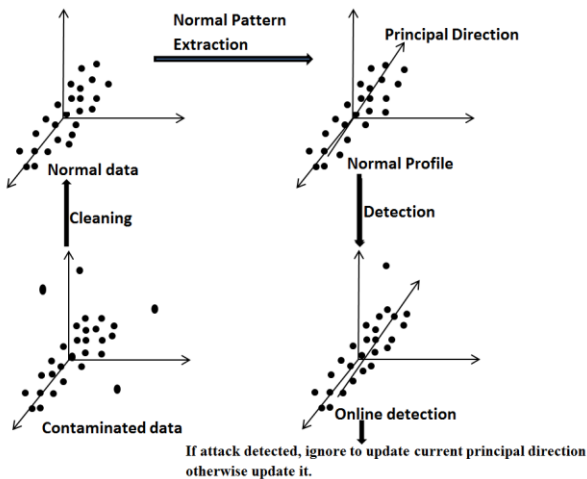 Normal Pattern
Extraction
Principal Direction
Normal data
Normal Profile
Cleaning
Detection
Contaminated data
Online detection
If attack detected, ignore to update current principal direction
otherwise update it.